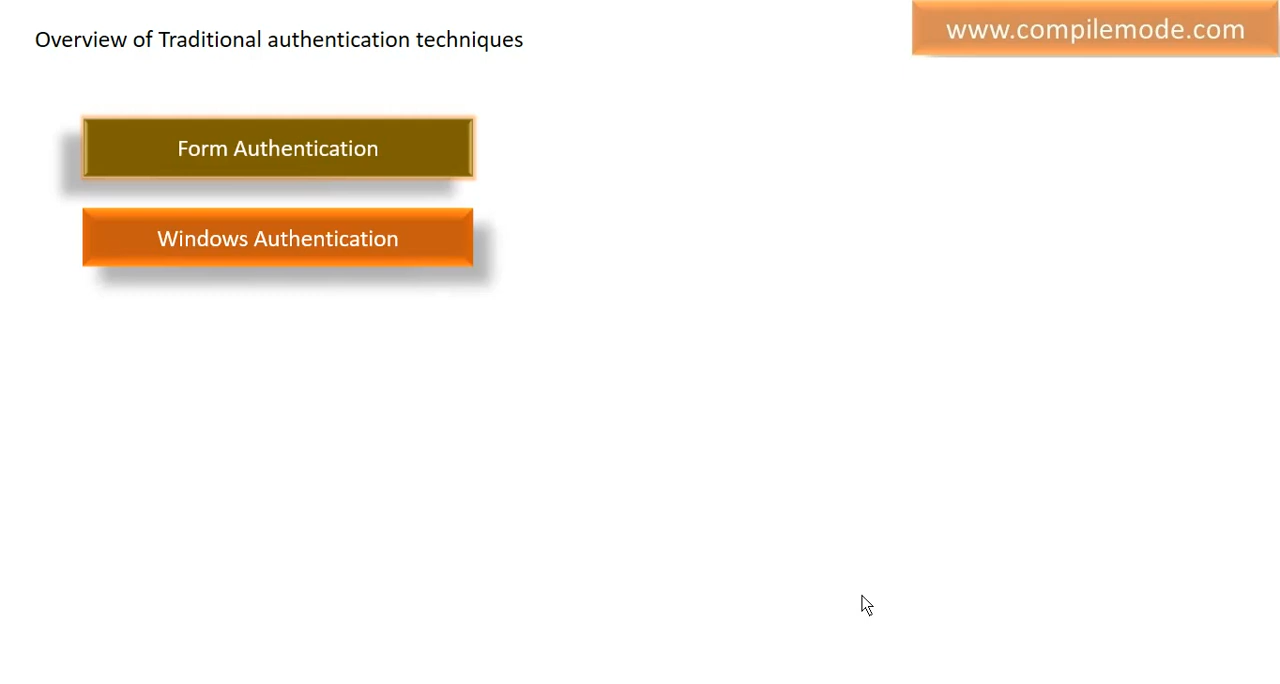 Overview of Traditional authentication techniques
www.compilemode.com
Form Authentication
Windows Authentication